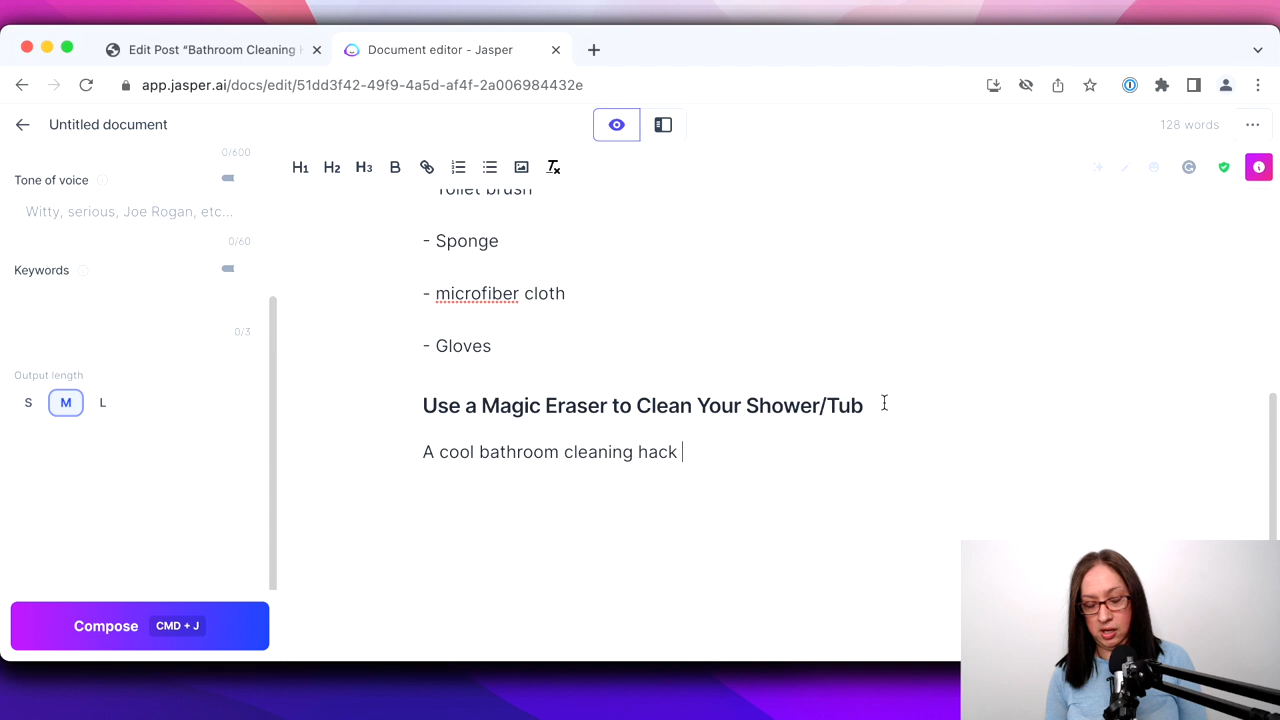 Edit Post “Bathroom Cleaning H
Document editor - Jasper
app.jasper.ai/docs/edit/51dd3f42-49f9-4a5d-af4f-2a006984432e
Untitled document
128 words
0/600
H1 H2 H3 B
Tone of voice
Toilet brush
Witty, serious, Joe Rogan, etc...
0/60
- Sponge
Keywords
- microfiber cloth
0/3
- Gloves
Output length
S M L
Use a Magic Eraser to Clean Your Shower/Tub
A cool bathroom cleaning hack
Compose CMD + J